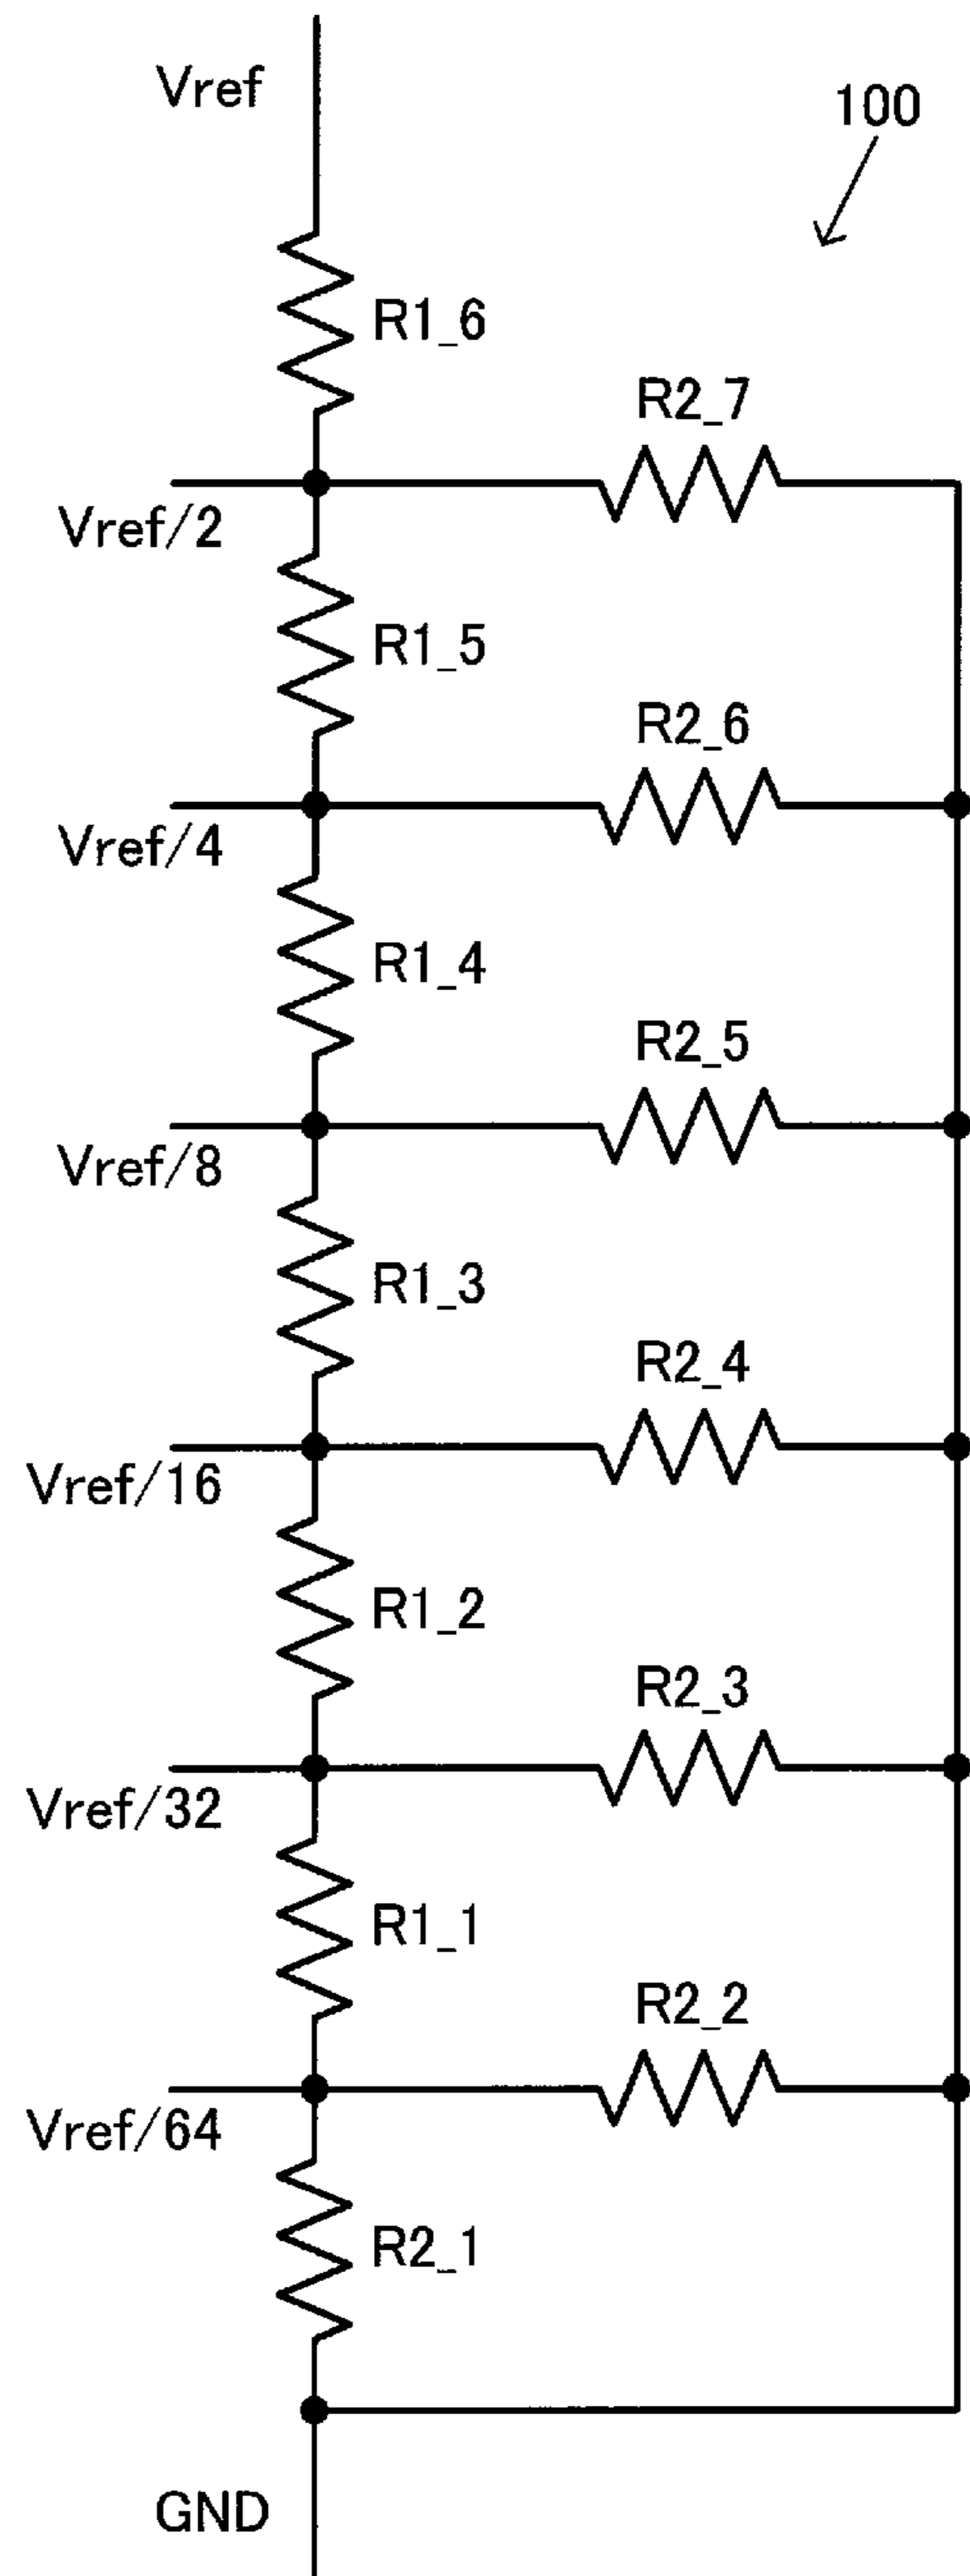 Vref
100
R1_6
R2_7
Vref/2
R1_5
R2_6
Vref/4
R1_4
R2_5
Vref/8
R1_3
R2_4
Vref/16
R1_2
R2_3
Vref/32
R1_1
R2_2
Vref/64
R2_1
GND